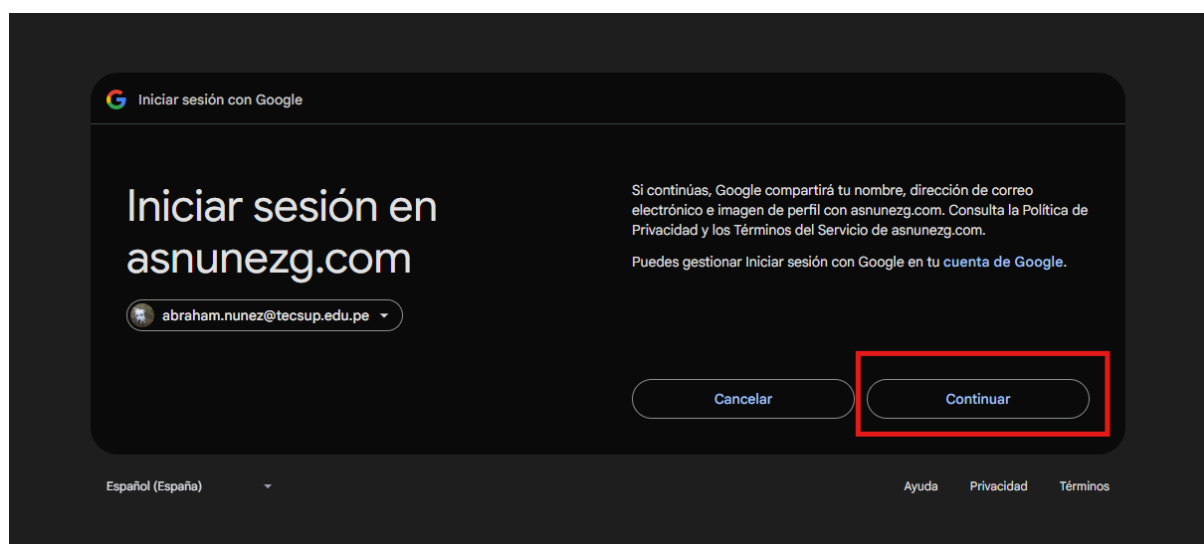 Iniciar sesión con Google
Iniciar sesión en
asnunezg.com
abraham.nunez@tecsup.edu.pe
Si continúas, Google compartirá tu nombre, dirección de correo
electrónico e imagen de perfil con asnunezg.com. Consulta la Política de
Privacidad y los Términos del Servicio de asnunezg.com.
Puedes gestionar Iniciar sesión con Google en tu cuenta de Google.
Cancelar
Continuar
Español (España)
Ayuda
Privacidad
Términos